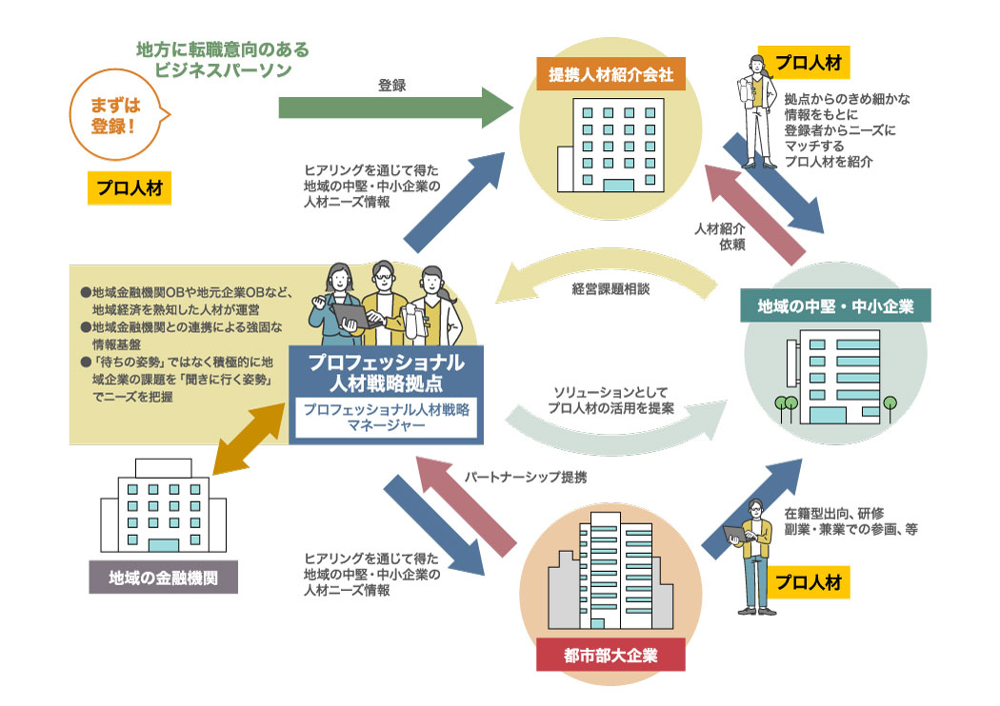 地方に転職意向のある
ビジネスパーソン
まずは
登録！
プロ人材
登録
提携人材紹介会社
プロ人材
拠点からのきめ細かな
情報をもとに
登録者からニーズに
マッチする
プロ人材を紹介
ヒアリングを通じて得た
地域の中堅・中小企業の
人材ニーズ情報
人材紹介
依頼
●地域金融機関OBや地元企業OBなど、
地域経済を熟知した人材が運営
●地域金融機関との連携による強固な
情報基盤
●「待ちの姿勢」ではなく積極的に地
域企業の課題を「聞きに行く姿勢」
でニーズを把握
経営課題相談
地域の中堅・中小企業
プロフェッショナル
人材戦略拠点
プロフェッショナル人材戦略
マネージャー
ソリューションとして
プロ人材の活用を提案
地域の金融機関
パートナーシップ提携
ヒアリングを通じて得た
地域の中堅・中小企業の
人材ニーズ情報
都市部大企業
在籍型出向、研修
副業・兼業での参画、等
プロ人材